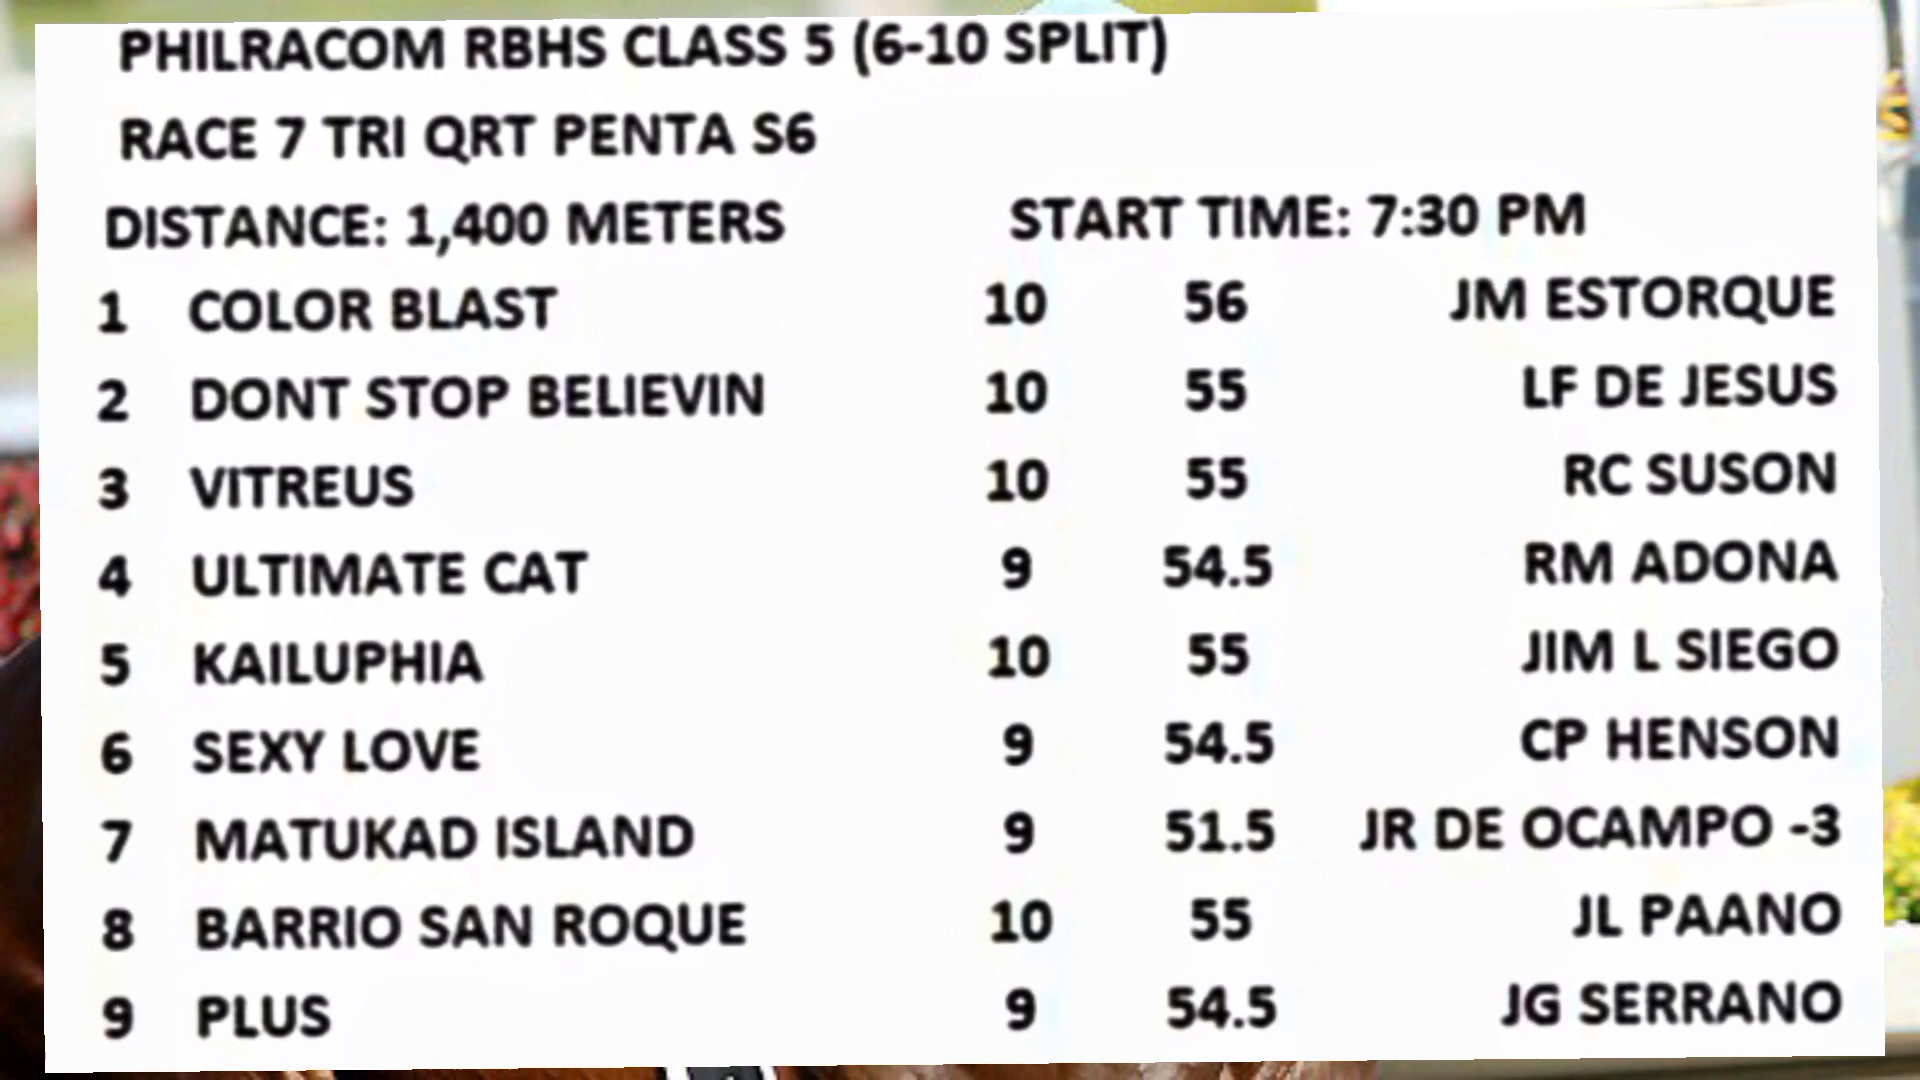 PHILRACOM RBHS CLASS 5 (6-10 SPLIT)
RACE 7 TRI QRT PENTA S6
DISTANCE: 1,400 METERS START TIME: 7:30 PM
1 COLOR BLAST 10 56 JM ESTORQUE
2 DONT STOP BELIEVIN 10 55 LF DE JESUS
3 VITREUS 10 55 RC SUSON
4 ULTIMATE CAT 9 54.5 RM ADONA
5 KAILUPHIA 10 55 JIM L SIEGO
6 SEXY LOVE 9 54.5 CP HENSON
7 MATUKAD ISLAND 9 51.5 JR DE OCAMPO -3
8 BARRIO SAN ROQUE 10 55 JL PAANO
9 PLUS 9 54.5 JG SERRANO